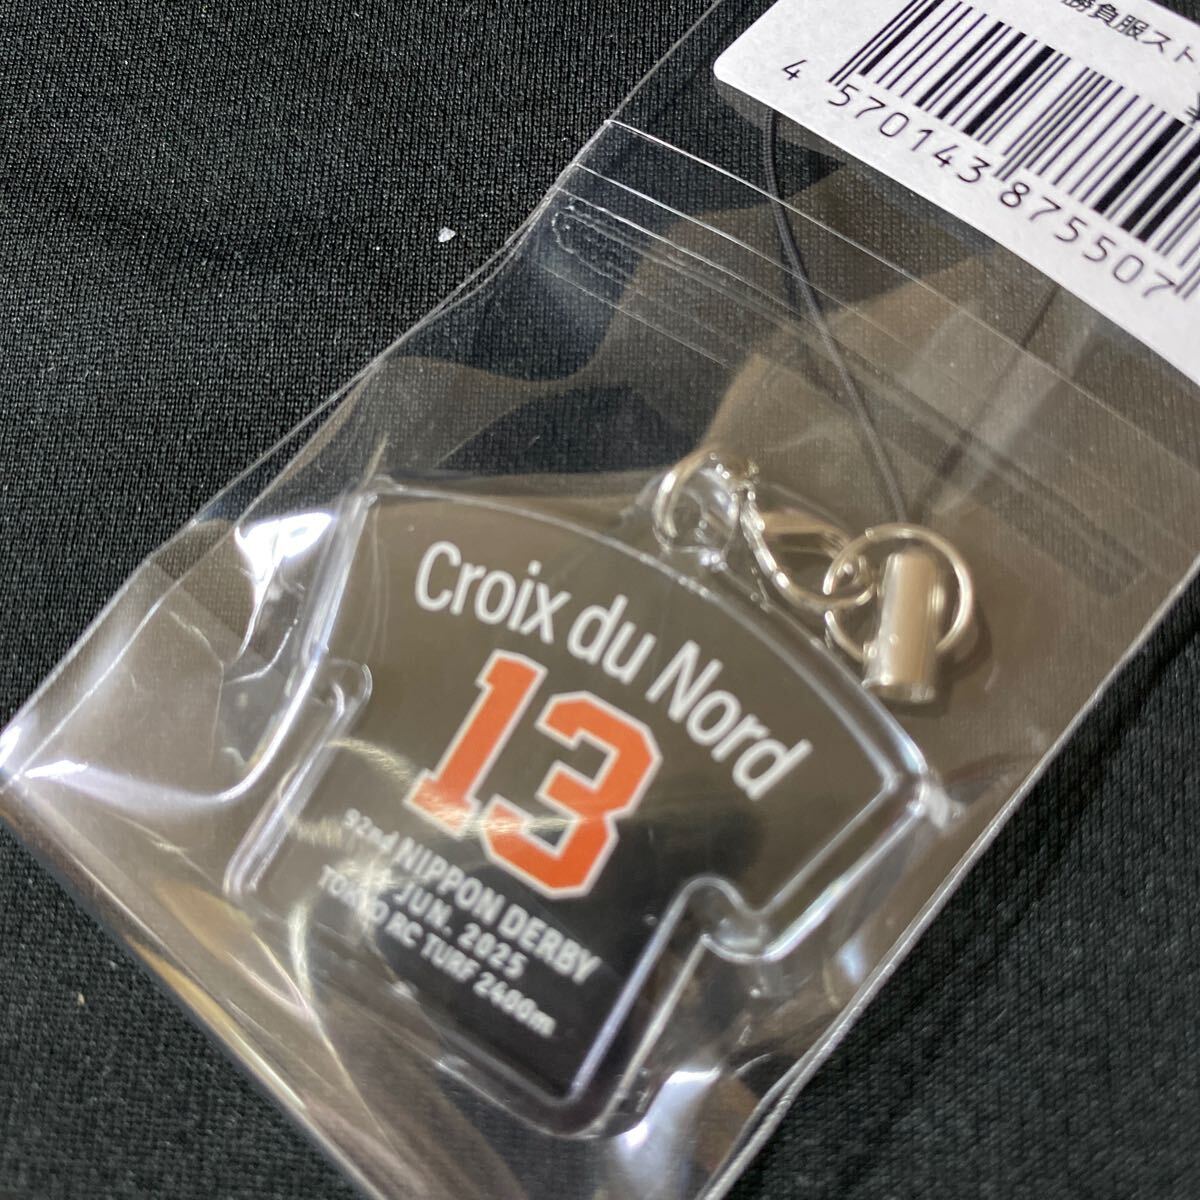 勝負服スト
4 570143 875507
Croix du Nord
13
92nd NIPPON DERBY
JUN. 2025
TOKYO RC TURF 2400m